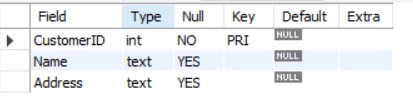 Field Type Null Key Default Extra
CustomerID int NO PRI NULL
Name text YES NULL
Address text YES NULL